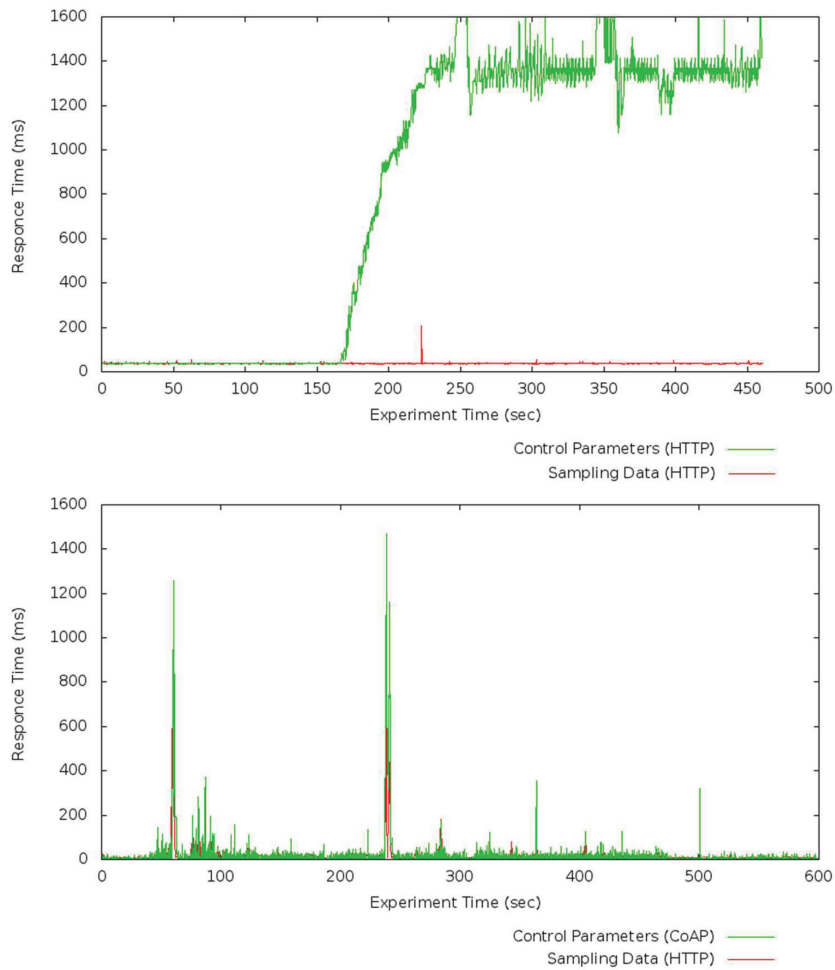 1600
1400
1200
1000
800
600
400
200
0
Responce Time (ms)
0 50 100 150 200 250 300 350 400 450 500
Experiment Time (sec)
Control Parameters (HTTP)
Sampling Data (HTTP)
1600
1400
1200
1000
800
600
400
200
0
Responce Time (ms)
0 100 200 300 400 500 600
Experiment Time (sec)
Control Parameters (CoAP)
Sampling Data (HTTP)